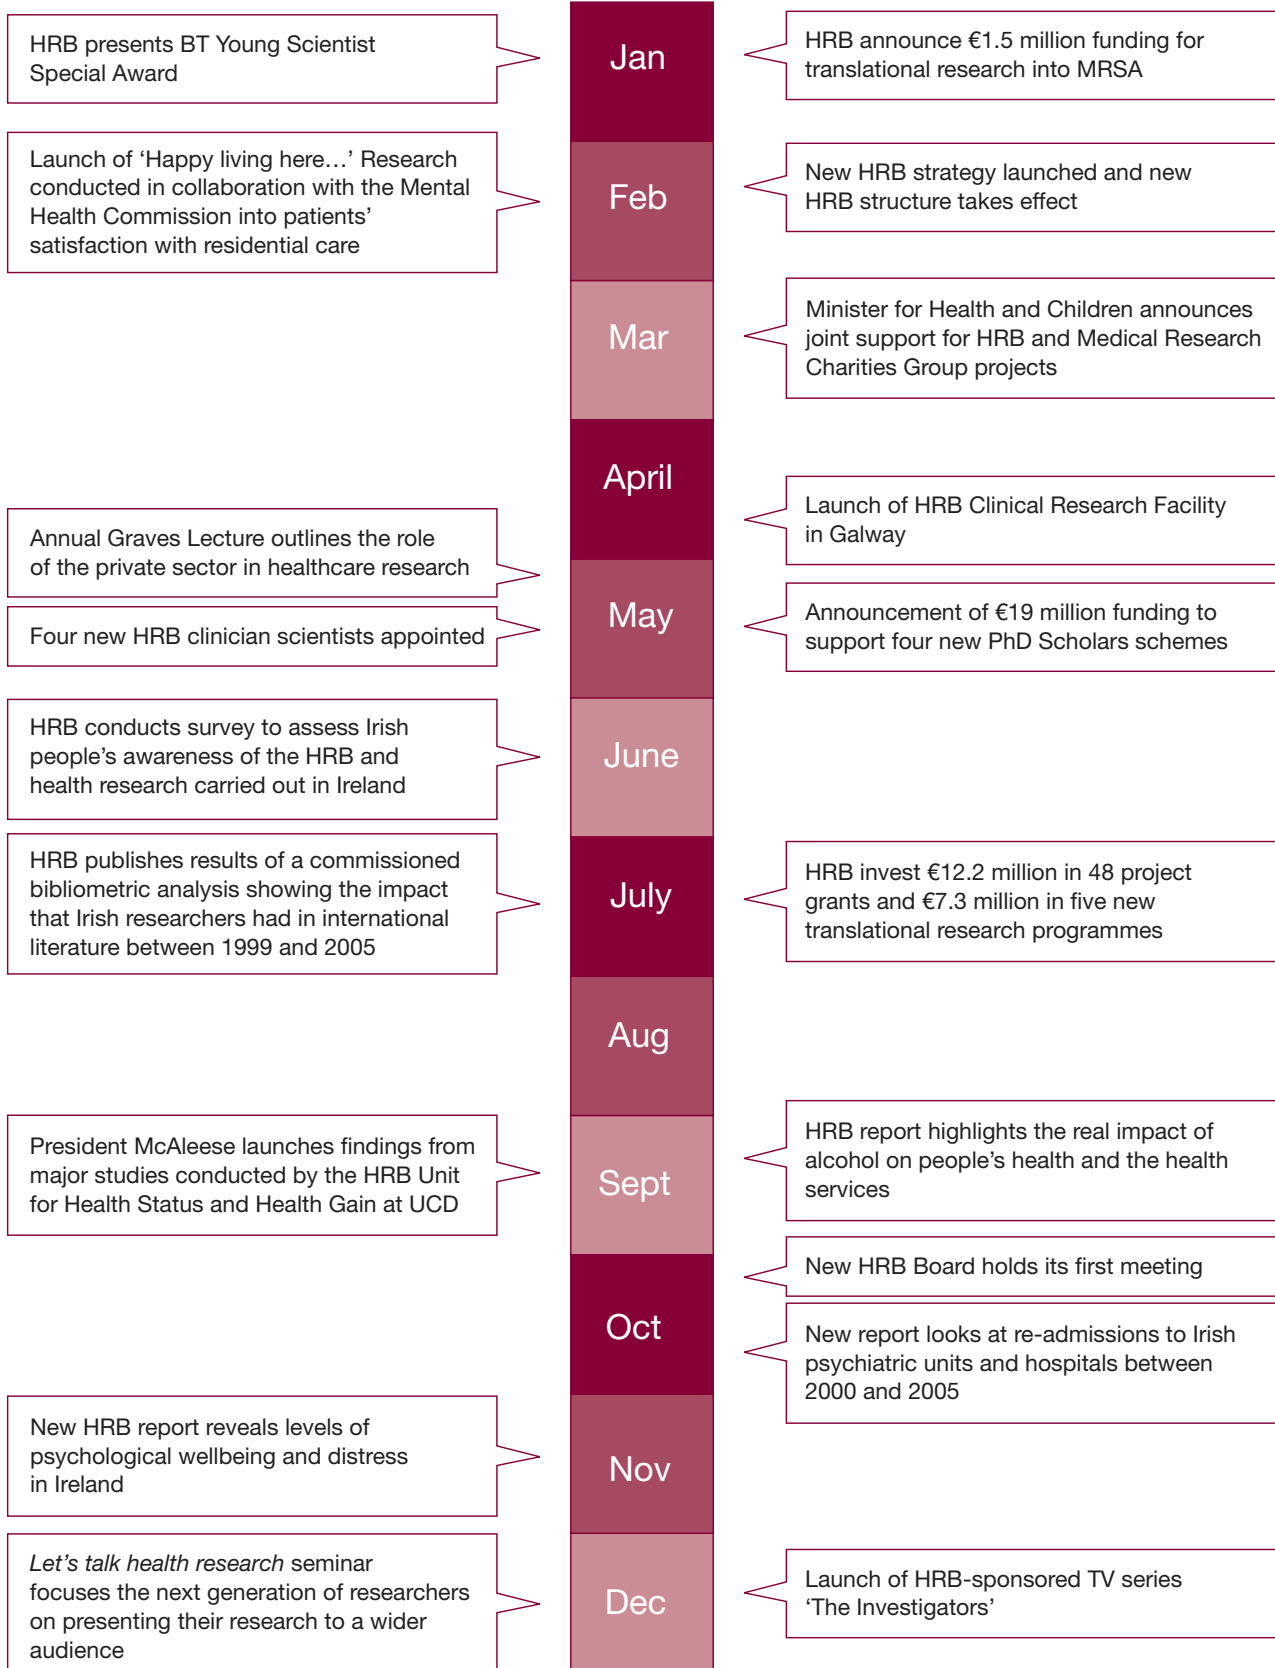 HRB presents BT Young Scientist
Special Award
Jan
HRB announce €1.5 million funding for
translational research into MRSA
Launch of ‘Happy living here…’ Research
conducted in collaboration with the Mental
Health Commission into patients’
satisfaction with residential care
Feb
New HRB strategy launched and new
HRB structure takes effect
Mar
Minister for Health and Children announces
joint support for HRB and Medical Research
Charities Group projects
April
Launch of HRB Clinical Research Facility
in Galway
Annual Graves Lecture outlines the role
of the private sector in healthcare research
Four new HRB clinician scientists appointed
May
Announcement of €19 million funding to
support four new PhD Scholars schemes
HRB conducts survey to assess Irish
people’s awareness of the HRB and
health research carried out in Ireland
June
HRB publishes results of a commissioned
bibliometric analysis showing the impact
that Irish researchers had in international
literature between 1999 and 2005
July
HRB invest €12.2 million in 48 project
grants and €7.3 million in five new
translational research programmes
Aug
President McAleese launches findings from
major studies conducted by the HRB Unit
for Health Status and Health Gain at UCD
Sept
HRB report highlights the real impact of
alcohol on people’s health and the health
services
New HRB Board holds its first meeting
Oct
New report looks at re-admissions to Irish
psychiatric units and hospitals between
2000 and 2005
New HRB report reveals levels of
psychological wellbeing and distress
in Ireland
Nov
Let’s talk health research seminar
focuses the next generation of researchers
on presenting their research to a wider
audience
Dec
Launch of HRB-sponsored TV series
‘The Investigators’